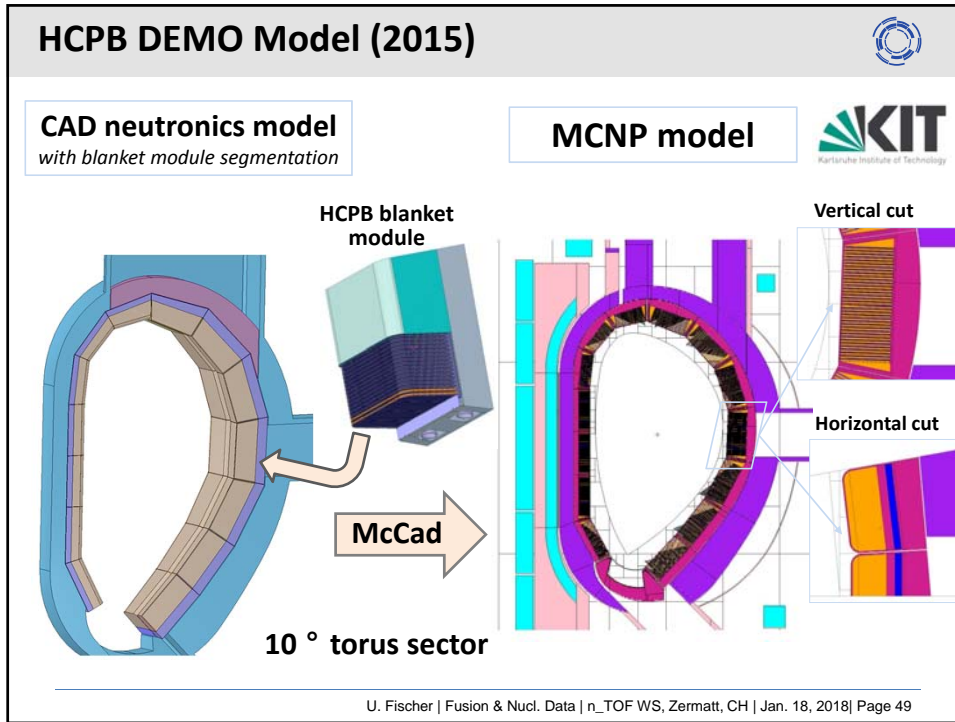 HCPB DEMO Model (2015)
CAD neutronics model
with blanket module segmentation
MCNP model
KIT
Karlsruhe Institute of Technology
HCPB blanket
module
Vertical cut
Horizontal cut
McCad
10 ° torus sector
U. Fischer | Fusion & Nucl. Data | n_TOF WS, Zermatt, CH | Jan. 18, 2018| Page 49